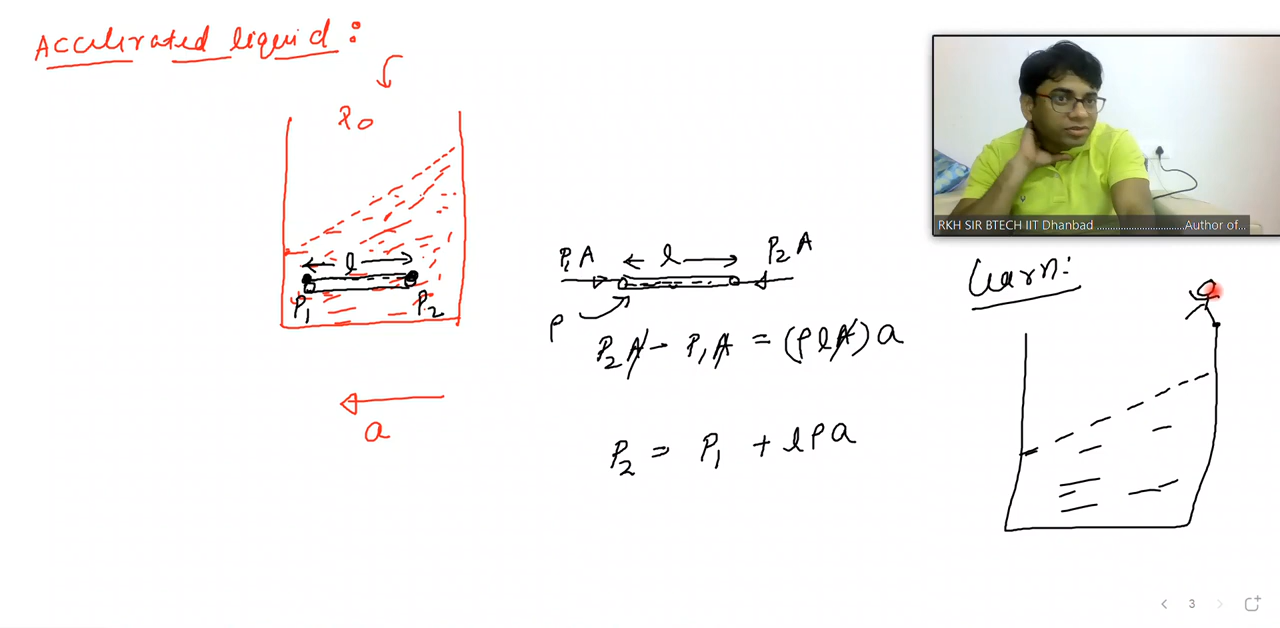 Accelerated liquid :
P₀
l
P₁ P₂
a
P₁A l P₂A
ρ
P₂A − P₁A = (ρlA) a
P₂ = P₁ + lρa
RKH SIR BTECH IIT Dhanbad ...................................Author of...
learn:
3